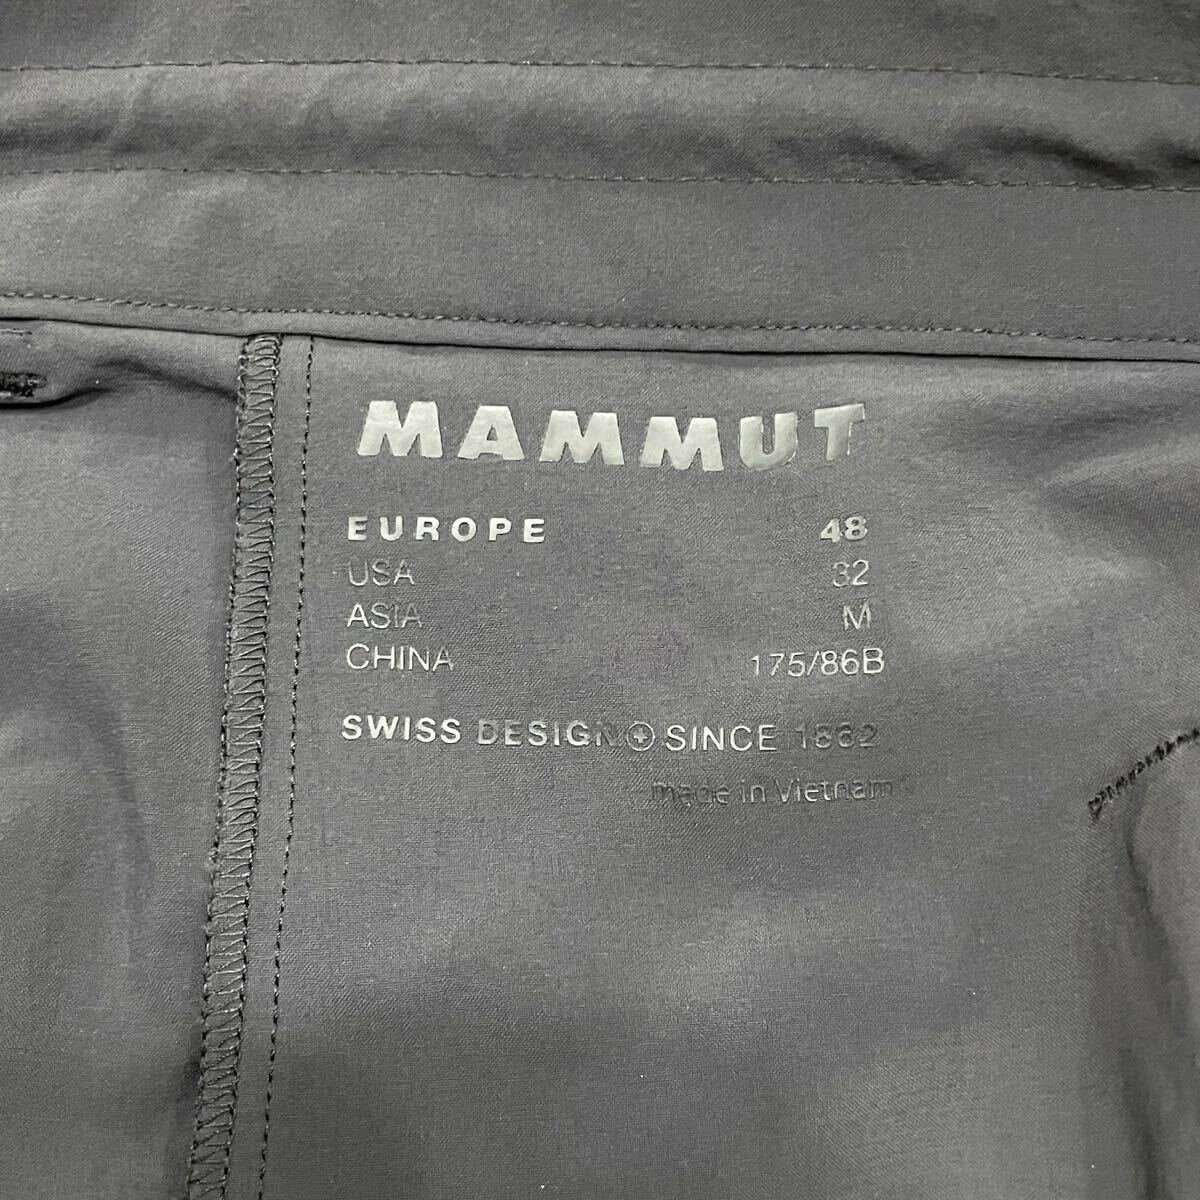 MAMMUT
EUROPE 48
USA 32
ASIA M
CHINA 175/86B
SWISS DESIGN + SINCE 1862
made in Vietnam